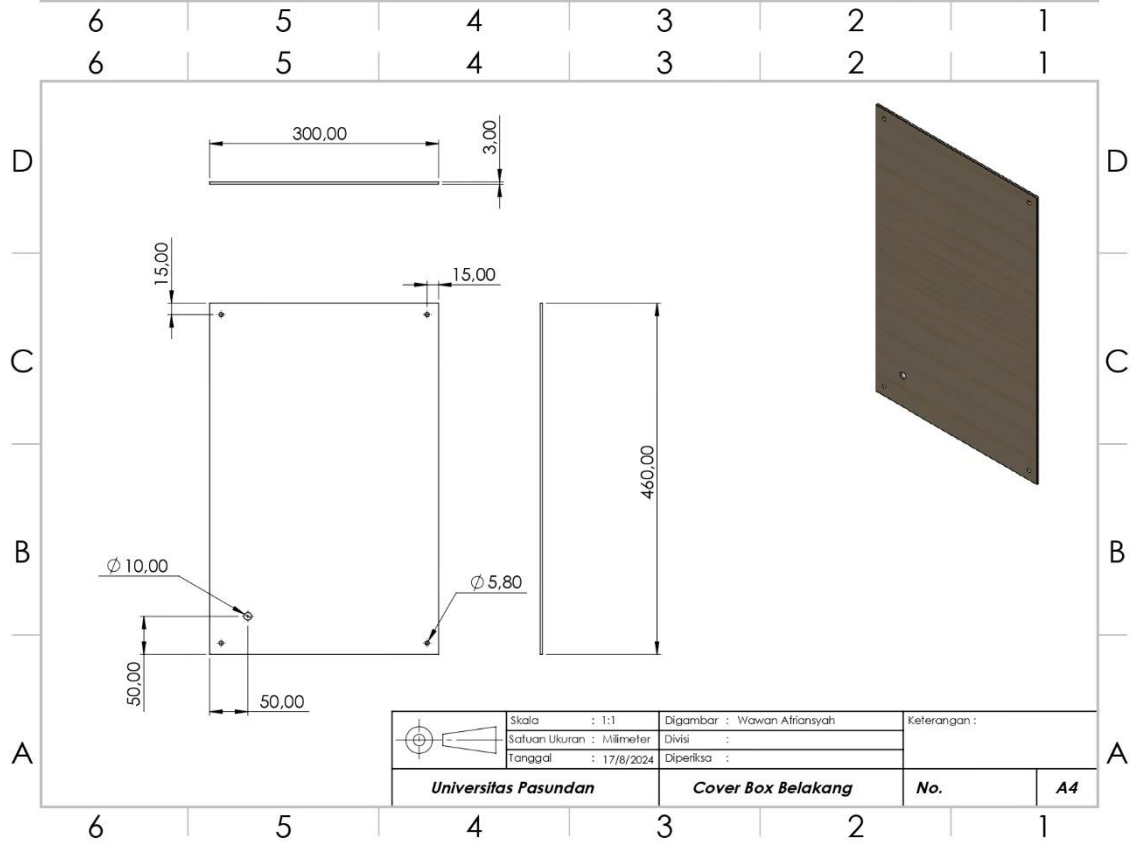 6 5 4 3 2 1
6 5 4 3 2 1
D D
300,00
3,00
15,00
15,00
C C
460,00
B B
Ø 10,00
Ø 5,80
50,00
50,00
A A
Skala : 1:1
Satuan Ukuran : Milimeter
Tanggal : 17/8/2024
Digambar : Wawan Afriansyah
Divisi :
Diperiksa :
Keterangan :
Universitas Pasundan
Cover Box Belakang
No.
A4
6 5 4 3 2 1